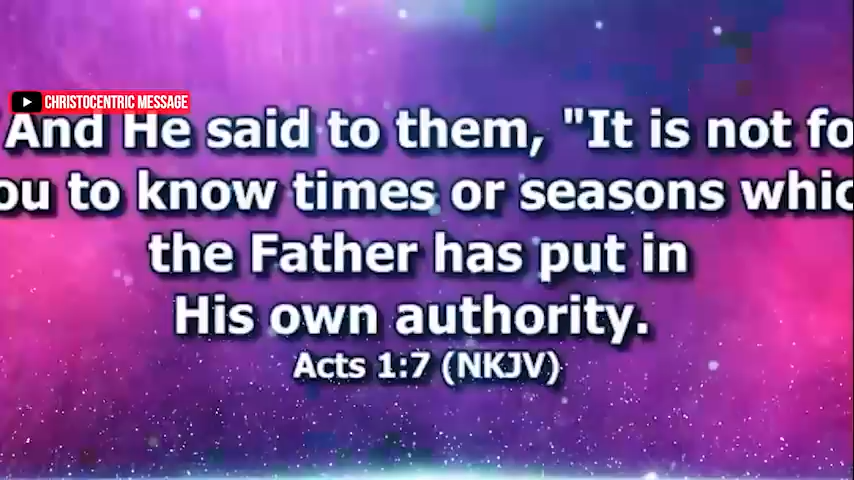 CHRISTOCENTRIC MESSAGE
And He said to them, "It is not fo
ou to know times or seasons whic
the Father has put in
His own authority.
Acts 1:7 (NKJV)